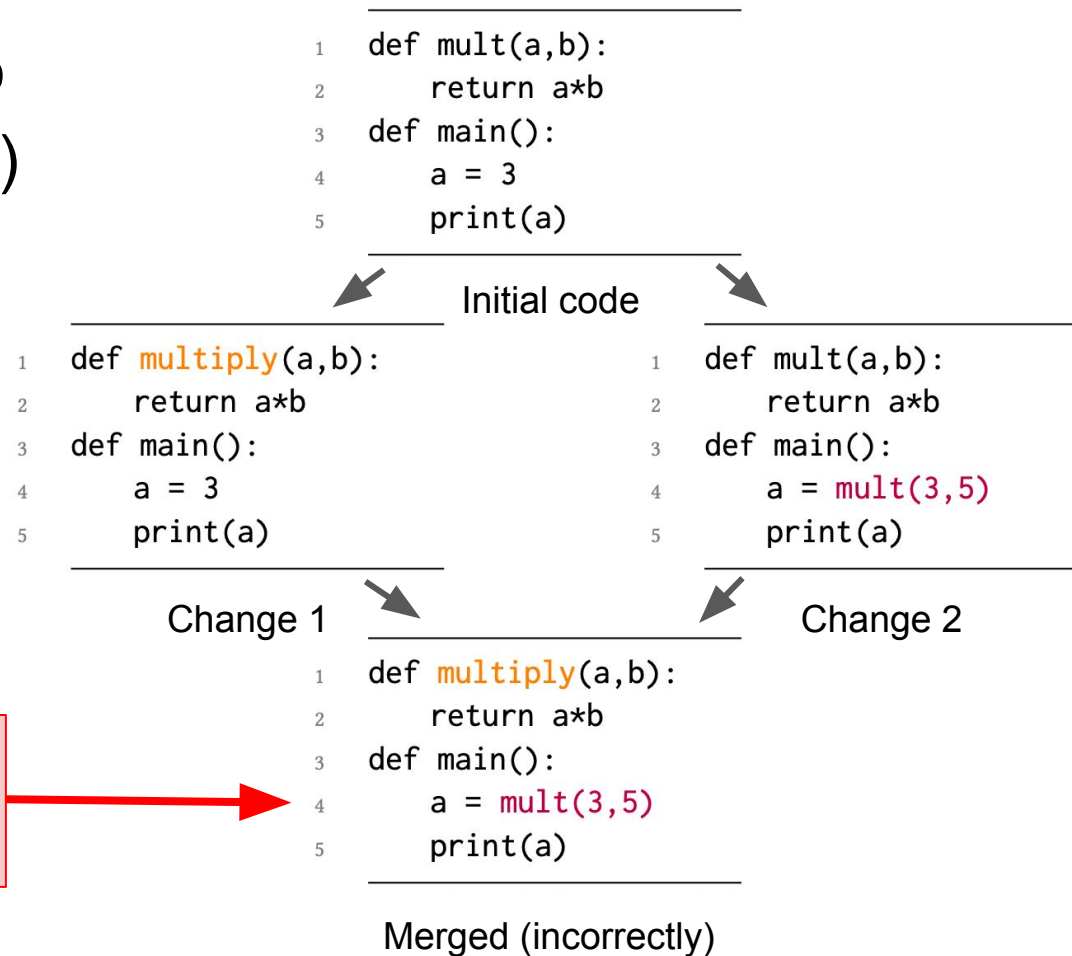 )
1 def mult(a,b):
2 return a*b
3 def main():
4 a = 3
5 print(a)
Initial code
1 def multiply(a,b):
2 return a*b
3 def main():
4 a = 3
5 print(a)
Change 1
1 def mult(a,b):
2 return a*b
3 def main():
4 a = mult(3,5)
5 print(a)
Change 2
1 def multiply(a,b):
2 return a*b
3 def main():
4 a = mult(3,5)
5 print(a)
Merged (incorrectly)